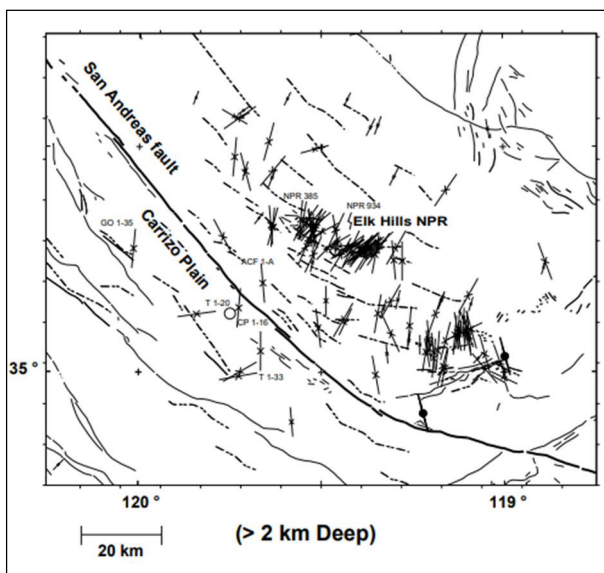 San Andreas fault
Carrizo Plain
NPR 385
NPR 934
Elk Hills NPR
GO 1-35
ACF 1-A
T 1-20
CP 1-16
T 1-33
35 °
120 °
119 °
20 km
(> 2 km Deep)